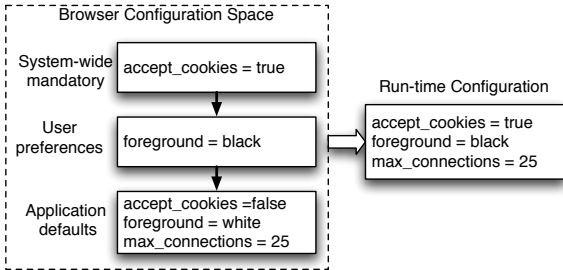 Browser Configuration Space
System-wide
mandatory
accept_cookies = true
User
preferences
foreground = black
Application
defaults
accept_cookies =false
foreground = white
max_connections = 25
Run-time Configuration
accept_cookies = true
foreground = black
max_connections = 25